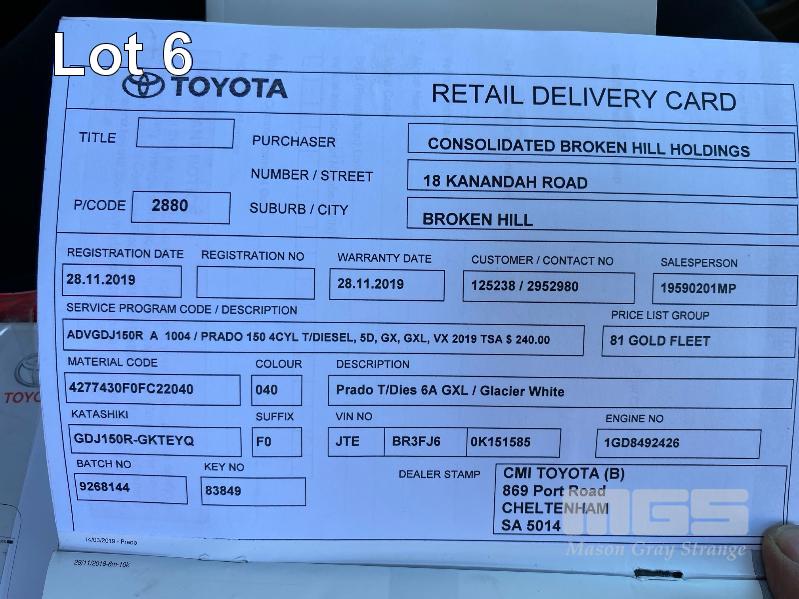 Lot 6
TOYOTA
RETAIL DELIVERY CARD
TITLE
PURCHASER
CONSOLIDATED BROKEN HILL HOLDINGS
NUMBER / STREET
18 KANANDAH ROAD
P/CODE
2880
SUBURB / CITY
BROKEN HILL
REGISTRATION DATE
REGISTRATION NO
WARRANTY DATE
CUSTOMER / CONTACT NO
SALESPERSON
28.11.2019
28.11.2019
125238 / 2952980
19590201MP
SERVICE PROGRAM CODE / DESCRIPTION
PRICE LIST GROUP
ADVGDJ150R A 1004 / PRADO 150 4CYL T/DIESEL, 5D, GX, GXL, VX 2019 TSA $ 240.00
81 GOLD FLEET
MATERIAL CODE
COLOUR
DESCRIPTION
4277430F0FC22040
040
Prado T/Dies 6A GXL / Glacier White
KATASHIKI
SUFFIX
VIN NO
ENGINE NO
GDJ150R-GKTEYQ
F0
JTE
BR3FJ6
0K151585
1GD8492426
BATCH NO
KEY NO
DEALER STAMP
9268144
83849
CMI TOYOTA (B)
869 Port Road
CHELTENHAM
SA 5014
MGS
Mason Gray Strange
14/03/2019 - Prado
TOYO